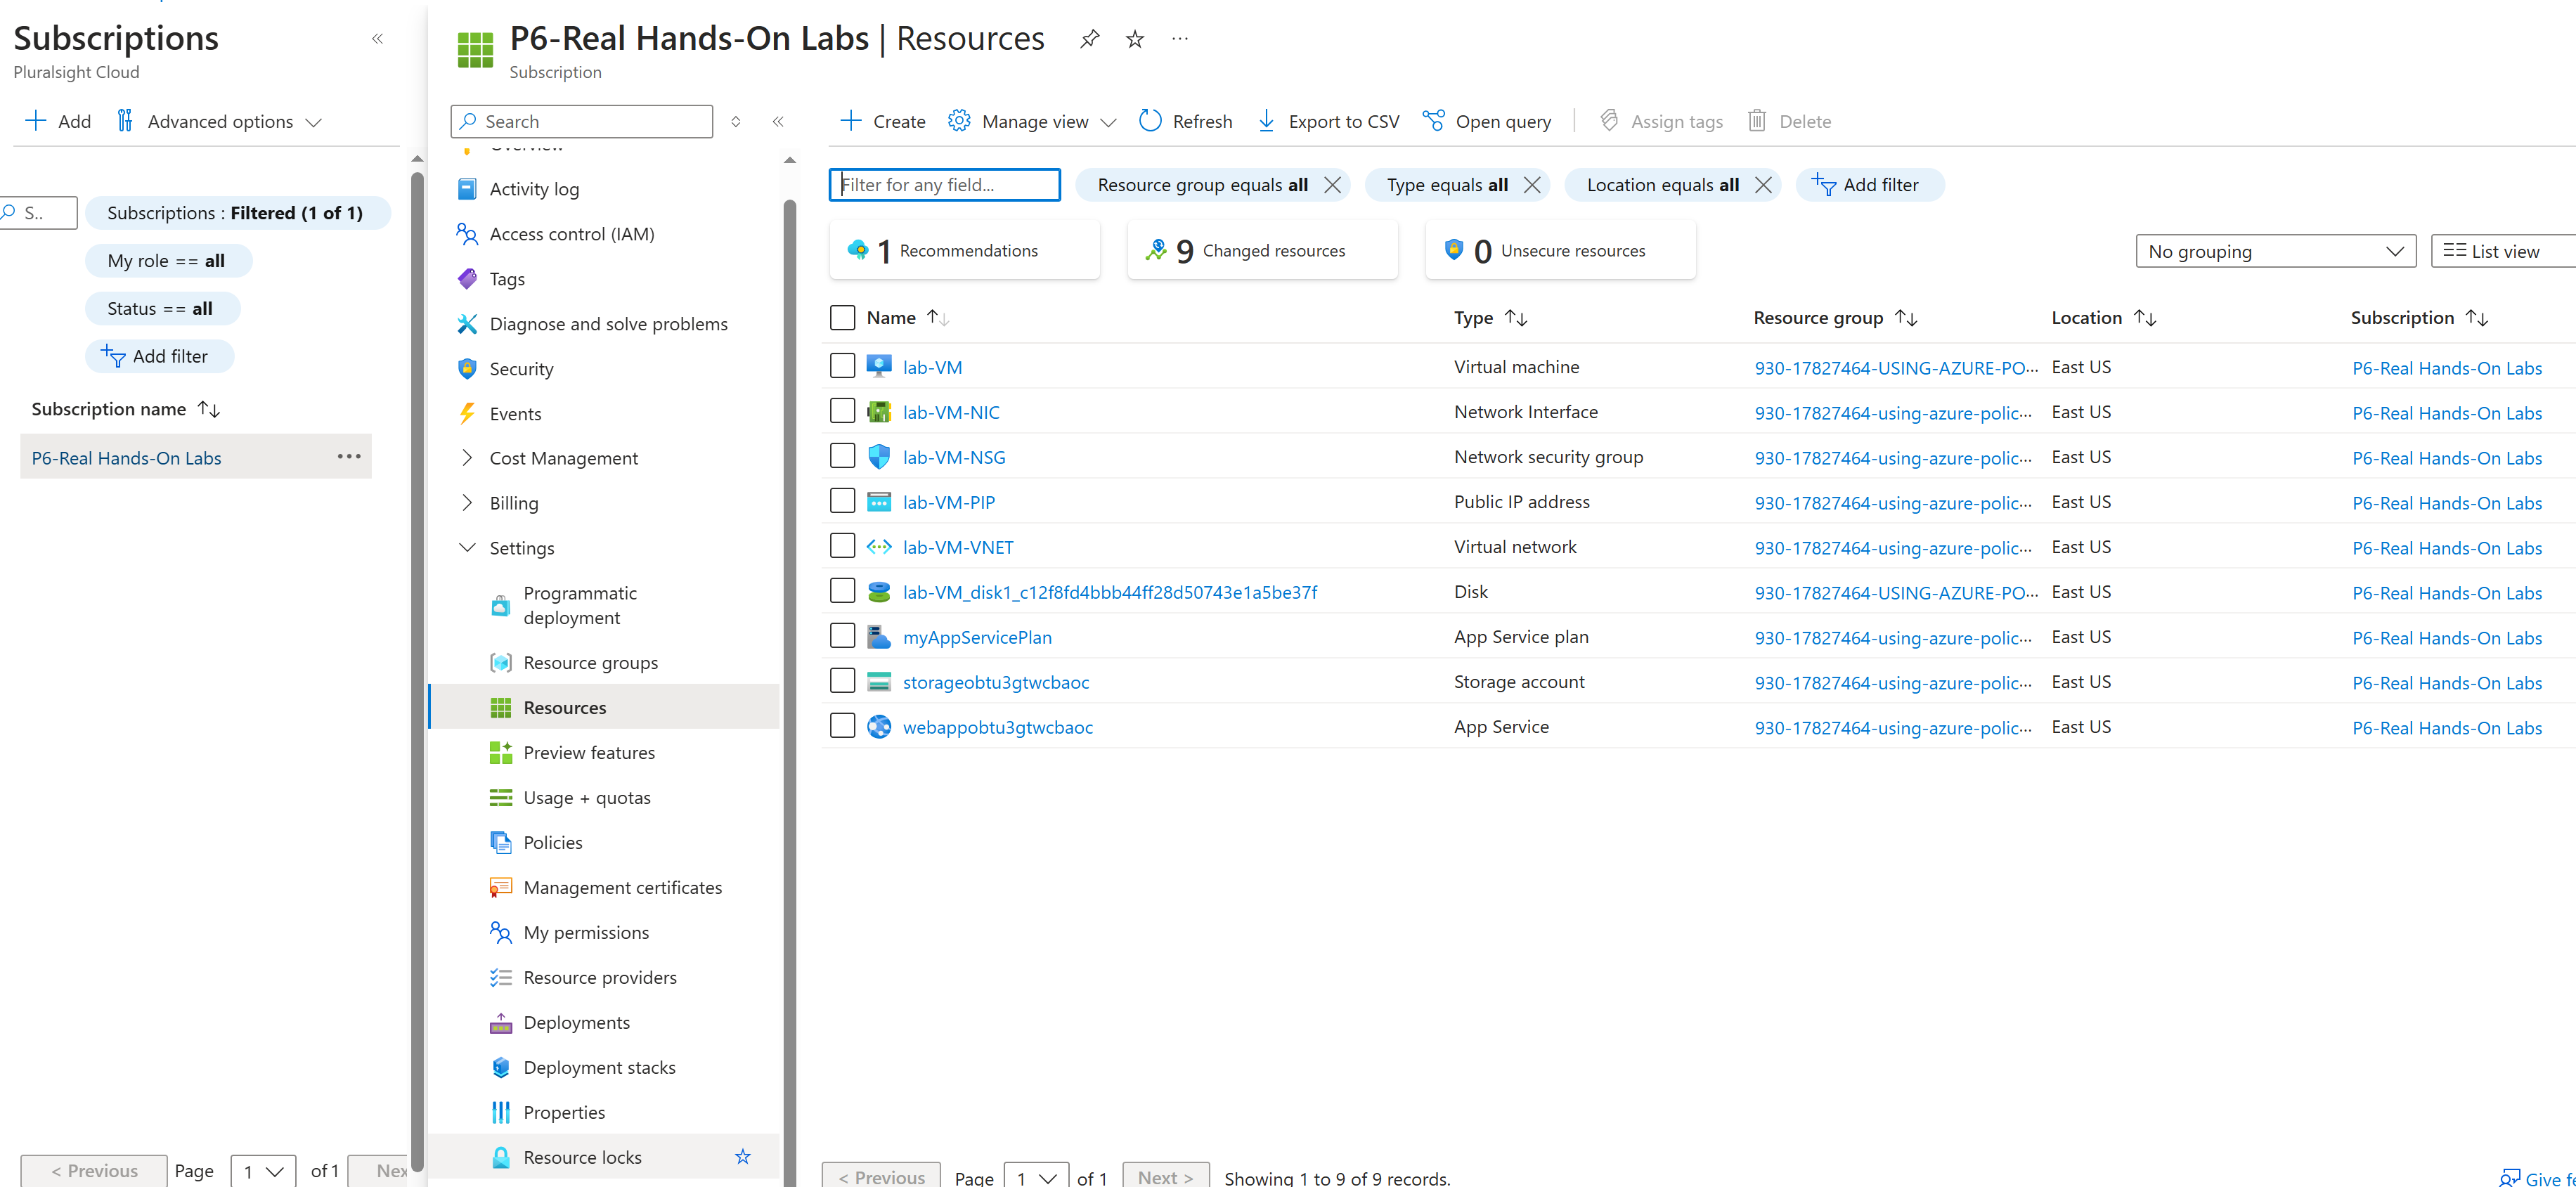 Subscriptions
Pluralsight Cloud
Add
Advanced options
S..
Subscriptions : Filtered (1 of 1)
My role == all
Status == all
Add filter
Subscription name
P6-Real Hands-On Labs
< Previous
Page
1
of 1
P6-Real Hands-On Labs | Resources
Subscription
Search
Overview
Activity log
Access control (IAM)
Tags
Diagnose and solve problems
Security
Events
Cost Management
Billing
Settings
Programmatic
deployment
Resource groups
Resources
Preview features
Usage + quotas
Policies
Management certificates
My permissions
Resource providers
Deployments
Deployment stacks
Properties
Resource locks
Create
Manage view
Refresh
Export to CSV
Open query
Assign tags
Delete
Filter for any field...
Resource group equals all
Type equals all
Location equals all
Add filter
1 Recommendations
9 Changed resources
0 Unsecure resources
No grouping
List view
Name Type Resource group Location Subscription
lab-VM Virtual machine 930-17827464-USING-AZURE-PO... East US P6-Real Hands-On Labs
lab-VM-NIC Network Interface 930-17827464-using-azure-polic... East US P6-Real Hands-On Labs
lab-VM-NSG Network security group 930-17827464-using-azure-polic... East US P6-Real Hands-On Labs
lab-VM-PIP Public IP address 930-17827464-using-azure-polic... East US P6-Real Hands-On Labs
lab-VM-VNET Virtual network 930-17827464-using-azure-polic... East US P6-Real Hands-On Labs
lab-VM_disk1_c12f8fd4bbb44ff28d50743e1a5be37f Disk 930-17827464-USING-AZURE-PO... East US P6-Real Hands-On Labs
myAppServicePlan App Service plan 930-17827464-using-azure-polic... East US P6-Real Hands-On Labs
storageobtu3gtwcbaoc Storage account 930-17827464-using-azure-polic... East US P6-Real Hands-On Labs
webappobtu3gtwcbaoc App Service 930-17827464-using-azure-polic... East US P6-Real Hands-On Labs
< Previous
Page
1
of 1
Next >
Showing 1 to 9 of 9 records.
Give